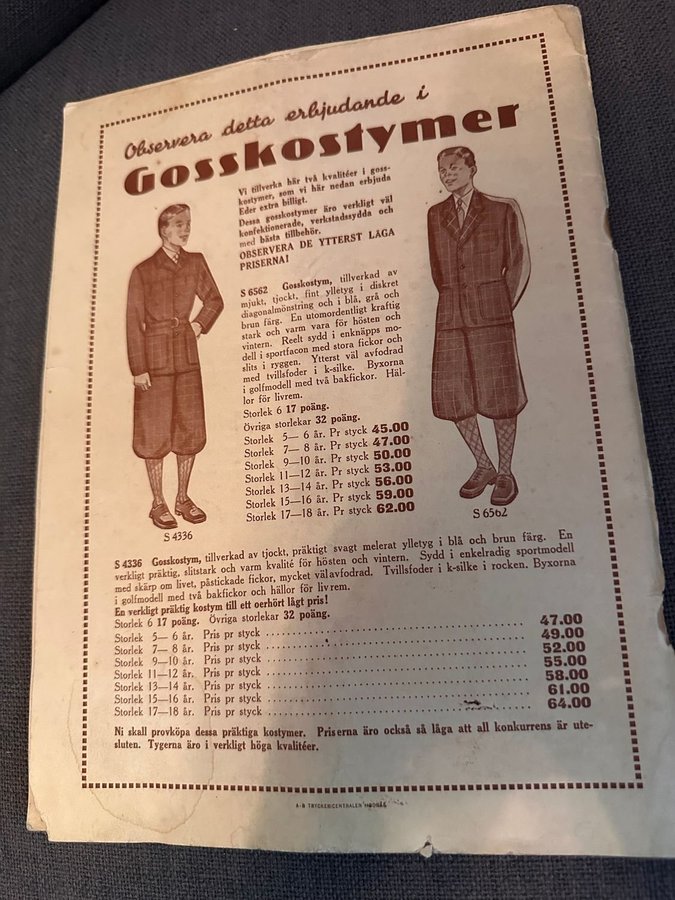 Observera detta erbjudande i
Gosskostymer
Vi tillverka här två kvalitéer i goss-
kostymer, som vi här nedan erbjuda
Eder extra billigt.
Dessa gosskostymer äro verkligt väl
konfektionerade, verkstadssydda och
med bästa tillbehör.
OBSERVERA DE YTTERST LÅGA
PRISERNA!
S 6562 Gosskostym, tillverkad av
mjukt, tjockt, fint ylletyg i diskret
diagonalmönstring och i blå, grå och
brun färg. En utomordentligt kraftig
stark och varm vara för hösten och
vintern. Reelt sydd i enknäpps mo-
dell i sportfacon med stora fickor och
slits i ryggen. Ytterst väl avfodrad
med tvillsfoder i k-silke. Byxorna
i golfmodell med två bakfickor. Häl-
lor för livrem.
Storlek 6 17 poäng.
Övriga storlekar 32 poäng.
Storlek 5— 6 år. Pr styck 45.00
Storlek 7— 8 år. Pr styck 47.00
Storlek 9—10 år. Pr styck 50.00
Storlek 11—12 år. Pr styck 53.00
Storlek 13—14 år. Pr styck 56.00
Storlek 15—16 år. Pr styck 59.00
Storlek 17—18 år. Pr styck 62.00
S 4336
S 6562
S 4336 Gosskostym, tillverkad av tjockt, präktigt svagt melerat ylletyg i blå och brun färg. En
verkligt präktig, slitstark och varm kvalité för hösten och vintern. Sydd i enkelradig sportmodell
med skärp om livet, påstickade fickor, mycket väl avfodrad. Tvillsfoder i k-silke i rocken. Byxorna
i golfmodell med två bakfickor och hällor för livrem.
En verkligt präktig kostym till ett oerhört lågt pris!
Storlek 6 17 poäng. Övriga storlekar 32 poäng.
Storlek 5— 6 år. Pris pr styck 47.00
Storlek 7— 8 år. Pris pr styck 49.00
Storlek 9—10 år. Pris pr styck 52.00
Storlek 11—12 år. Pris pr styck 55.00
Storlek 13—14 år. Pris pr styck 58.00
Storlek 15—16 år. Pris pr styck 61.00
Storlek 17—18 år. Pris pr styck 64.00
Ni skall provköpa dessa präktiga kostymer. Priserna äro också så låga att all konkurrens är ute-
sluten. Tygerna äro i verkligt höga kvalitéer.
A-B TRYCKERICENTRALEN